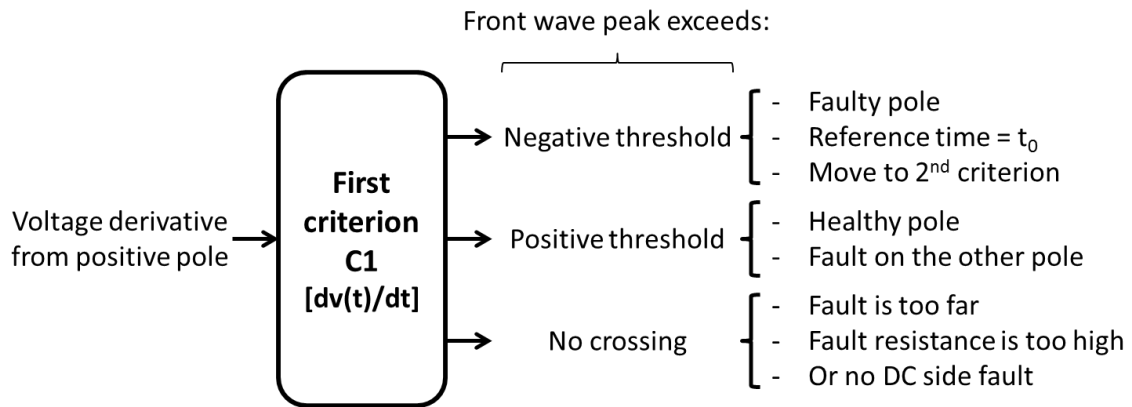 Front wave peak exceeds:
Voltage derivative
from positive pole
First
criterion
C1
[dv(t)/dt]
Negative threshold
- Faulty pole
- Reference time = t₀
- Move to 2ⁿᵈ criterion
Positive threshold
- Healthy pole
- Fault on the other pole
No crossing
- Fault is too far
- Fault resistance is too high
- Or no DC side fault